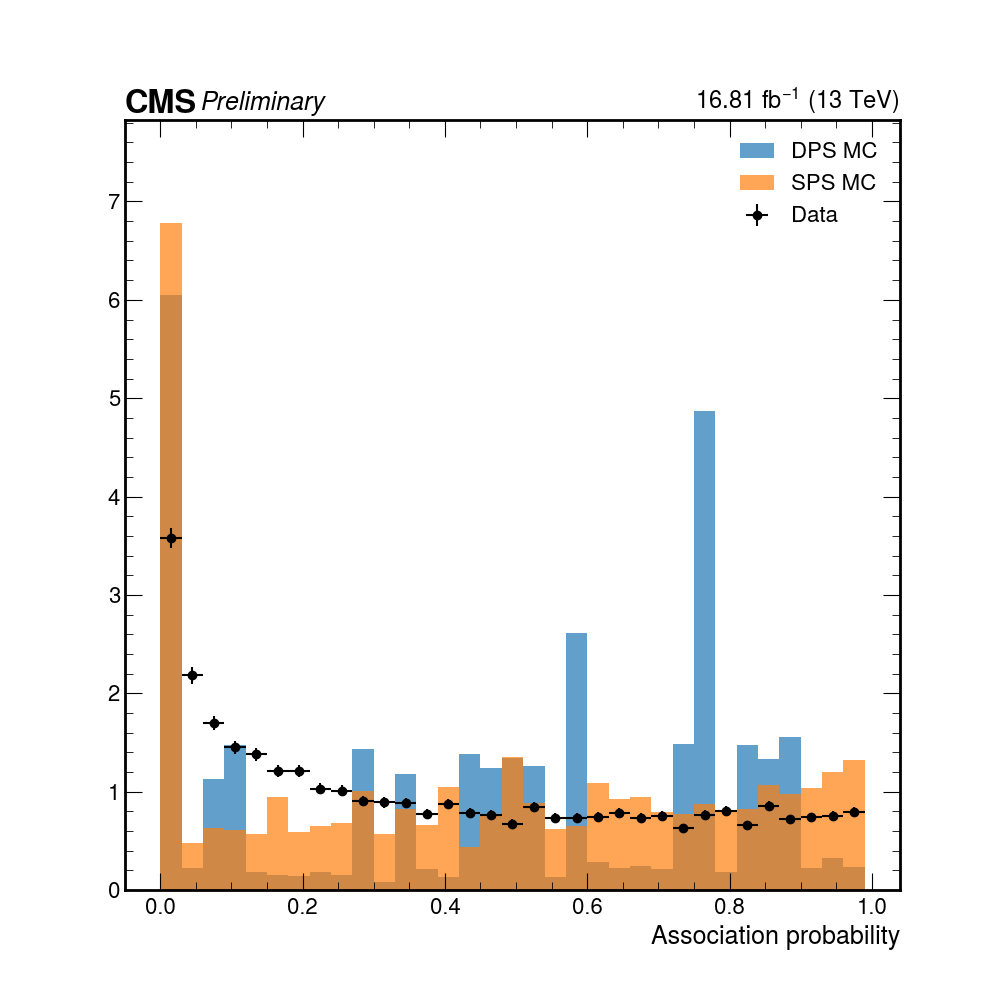 CMS Preliminary
16.81 fb⁻¹ (13 TeV)
DPS MC
SPS MC
Data
7
6
5
4
3
2
1
0
0.0 0.2 0.4 0.6 0.8 1.0
Association probability